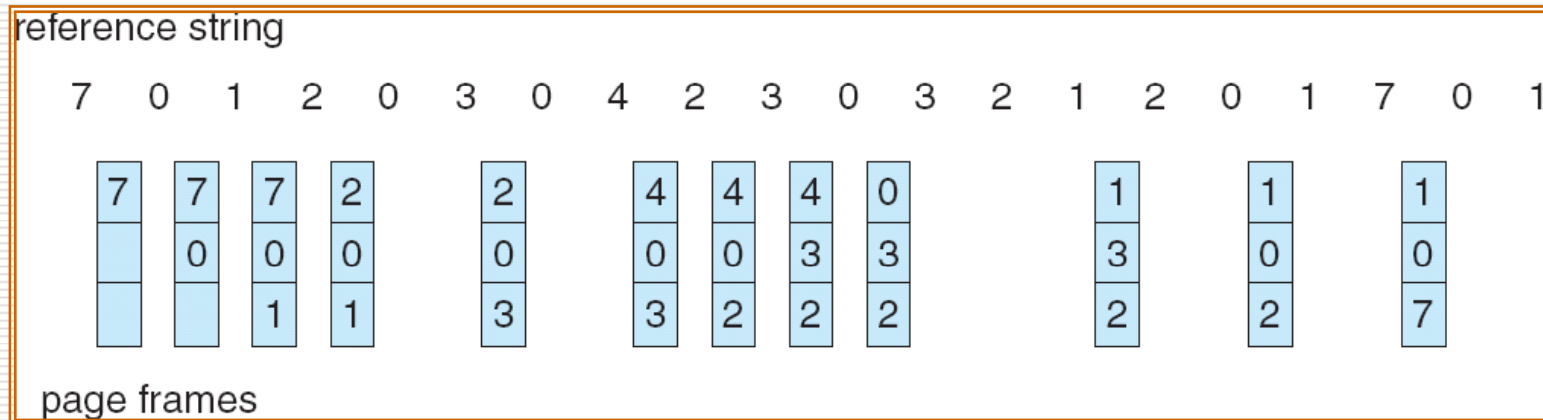 reference string
7 0 1 2 0 3 0 4 2 3 0 3 2 1 2 0 1 7 0 1
7 7 7 2 2 4 4 4 0 1 1 1
0 0 0 0 0 0 3 3 3 0 0
1 1 3 3 2 2 2 2 2 7
page frames